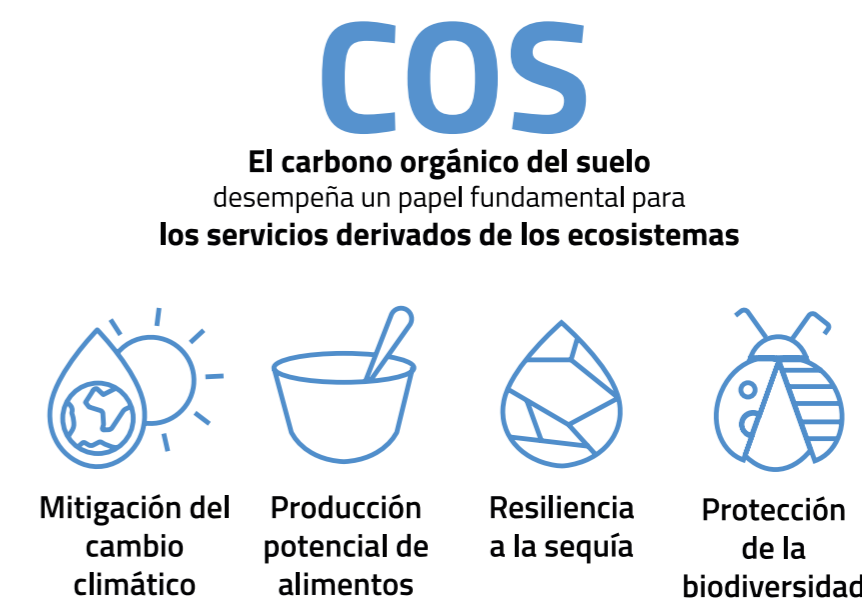 COS
El carbono orgánico del suelo
desempeña un papel fundamental para
los servicios derivados de los ecosistemas
Mitigación del
cambio
climático
Producción
potencial de
alimentos
Resiliencia
a la sequía
Protección
de la
biodiversidad